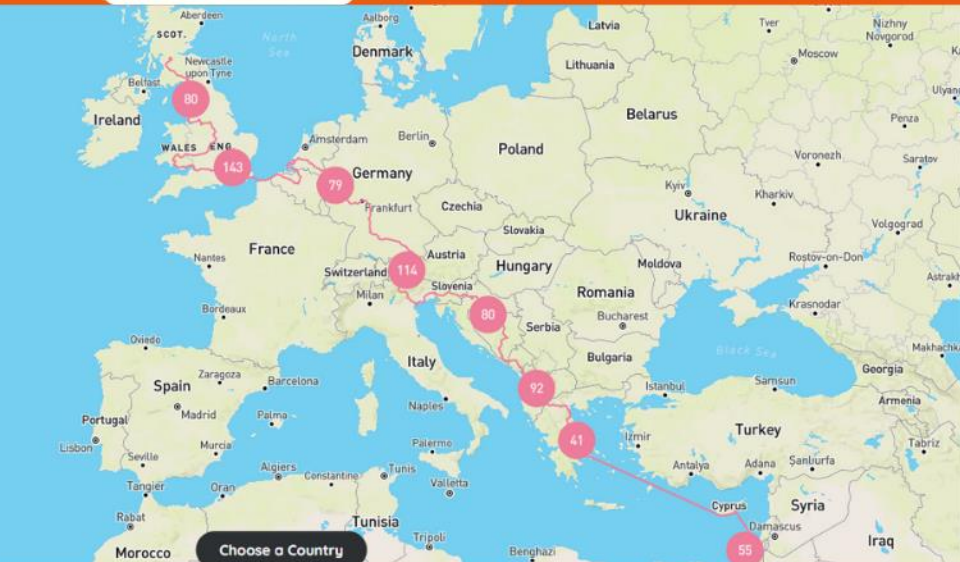 Aberdeen
SCOT.
North
Sea
Aalborg
Denmark
Latvia
Lithuania
Tver
Moscow
Nizhny
Novgorod
Newcastle
upon Tyne
Belfast
Ireland
80
WALES
ENG.
143
Amsterdam
Berlin
Germany
79
Frankfurt
Poland
Belarus
Ulyan
Penza
Voronezh
Saratov
Kyiv
Kharkiv
Ukraine
Volgograd
Czechia
Slovakia
Austria
114
Hungary
Moldova
Rostov-on-Don
Astrakh
France
Nantes
Switzerland
Milan
Slovenia
80
Romania
Bucharest
Serbia
Krasnodar
Bordeaux
Makhachka
Oviedo
Zaragoza
Barcelona
Spain
Madrid
Portugal
Palma
Lisbon
Murcia
Seville
Italy
Naples
Bulgaria
92
Black Sea
Georgia
Istanbul
Samsun
Armenia
41
Izmir
Turkey
Tabriz
Antalya
Adana
Şanlıurfa
Palermo
Algiers
Constantine
Tunis
Valletta
Tangier
Oran
Cyprus
Syria
Rabat
Tunisia
Damascus
Iraq
Morocco
Choose a Country
Tripoli
Benghazi
55